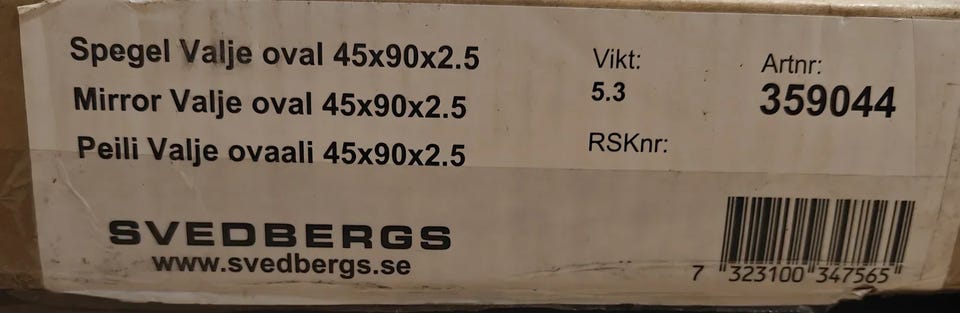 Spegel Valje oval 45x90x2.5
Mirror Valje oval 45x90x2.5
Peili Valje ovaali 45x90x2.5
Vikt:
5.3
RSKnr:
Artnr:
359044
SVEDBERGS
www.svedbergs.se
7 323100 347565